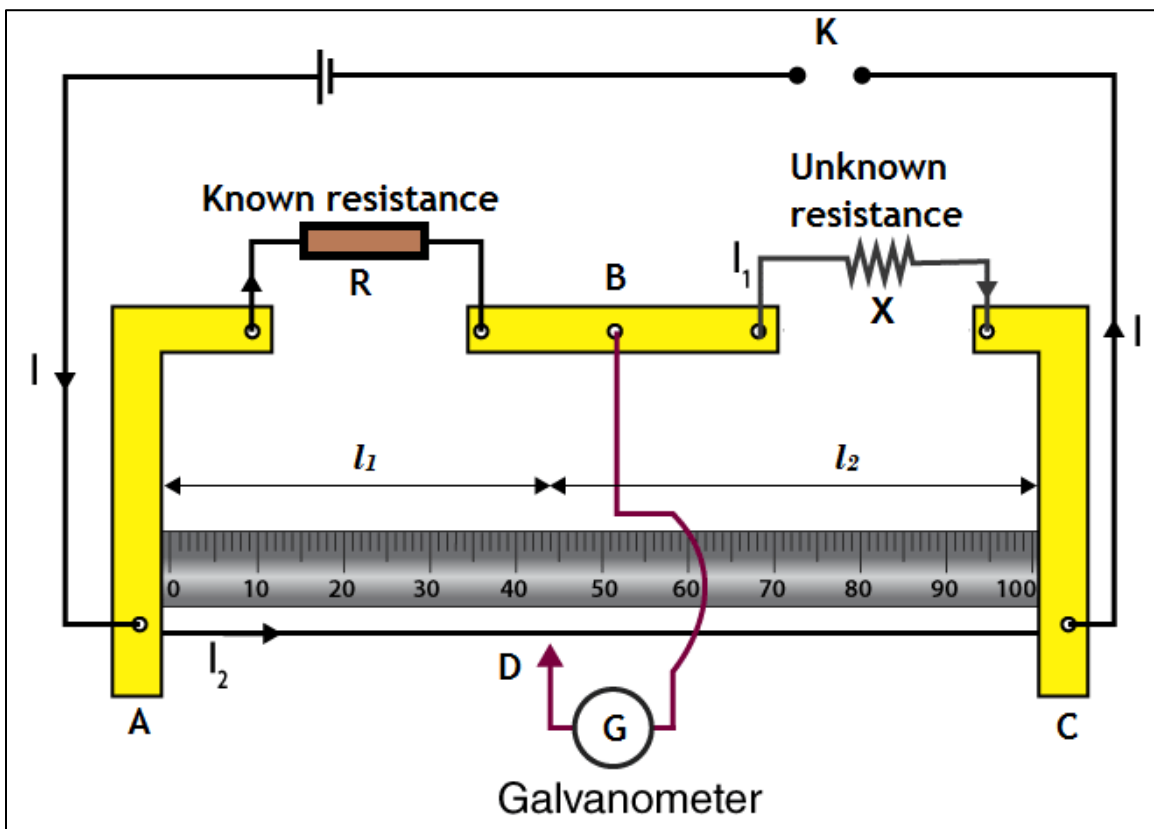 K
Unknown
resistance
Known resistance
R
I₁
B
X
I
I
l₁
l₂
0 10 20 30 40 50 60 70 80 90 100
I₂
D
G
A
C
Galvanometer